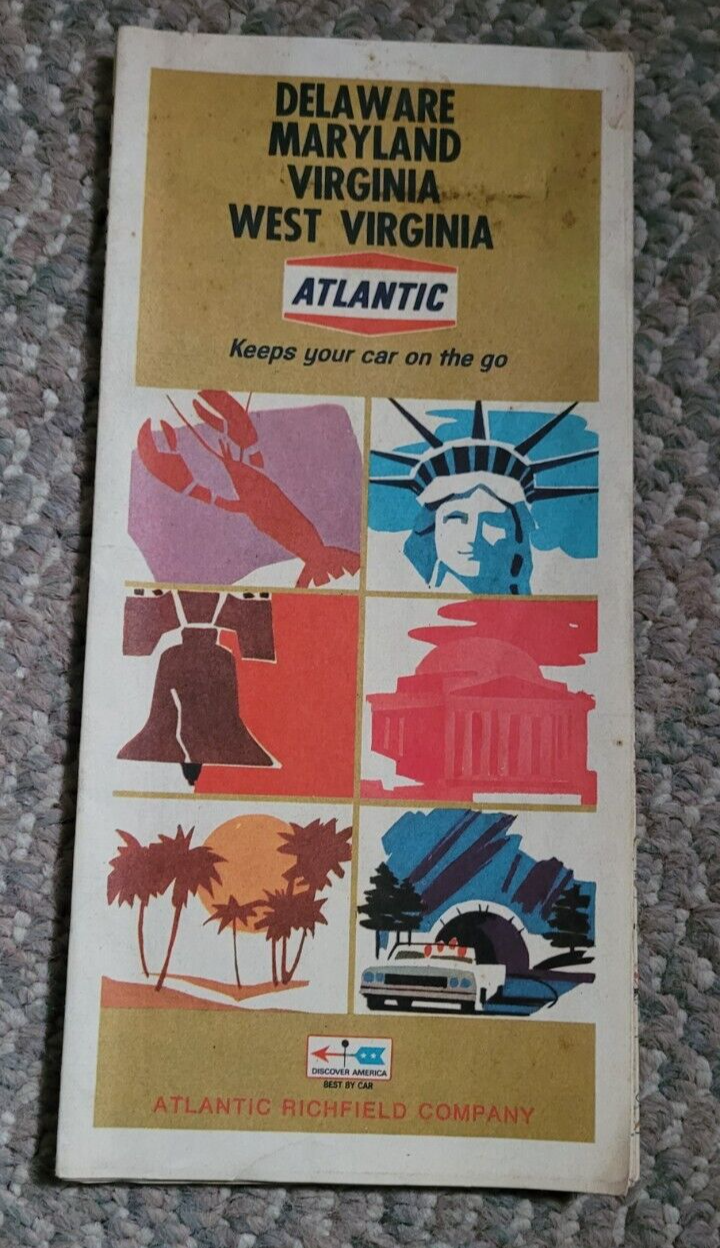 DELAWARE
MARYLAND
VIRGINIA
WEST VIRGINIA
ATLANTIC
Keeps your car on the go
DISCOVER AMERICA
BEST BY CAR
ATLANTIC RICHFIELD COMPANY